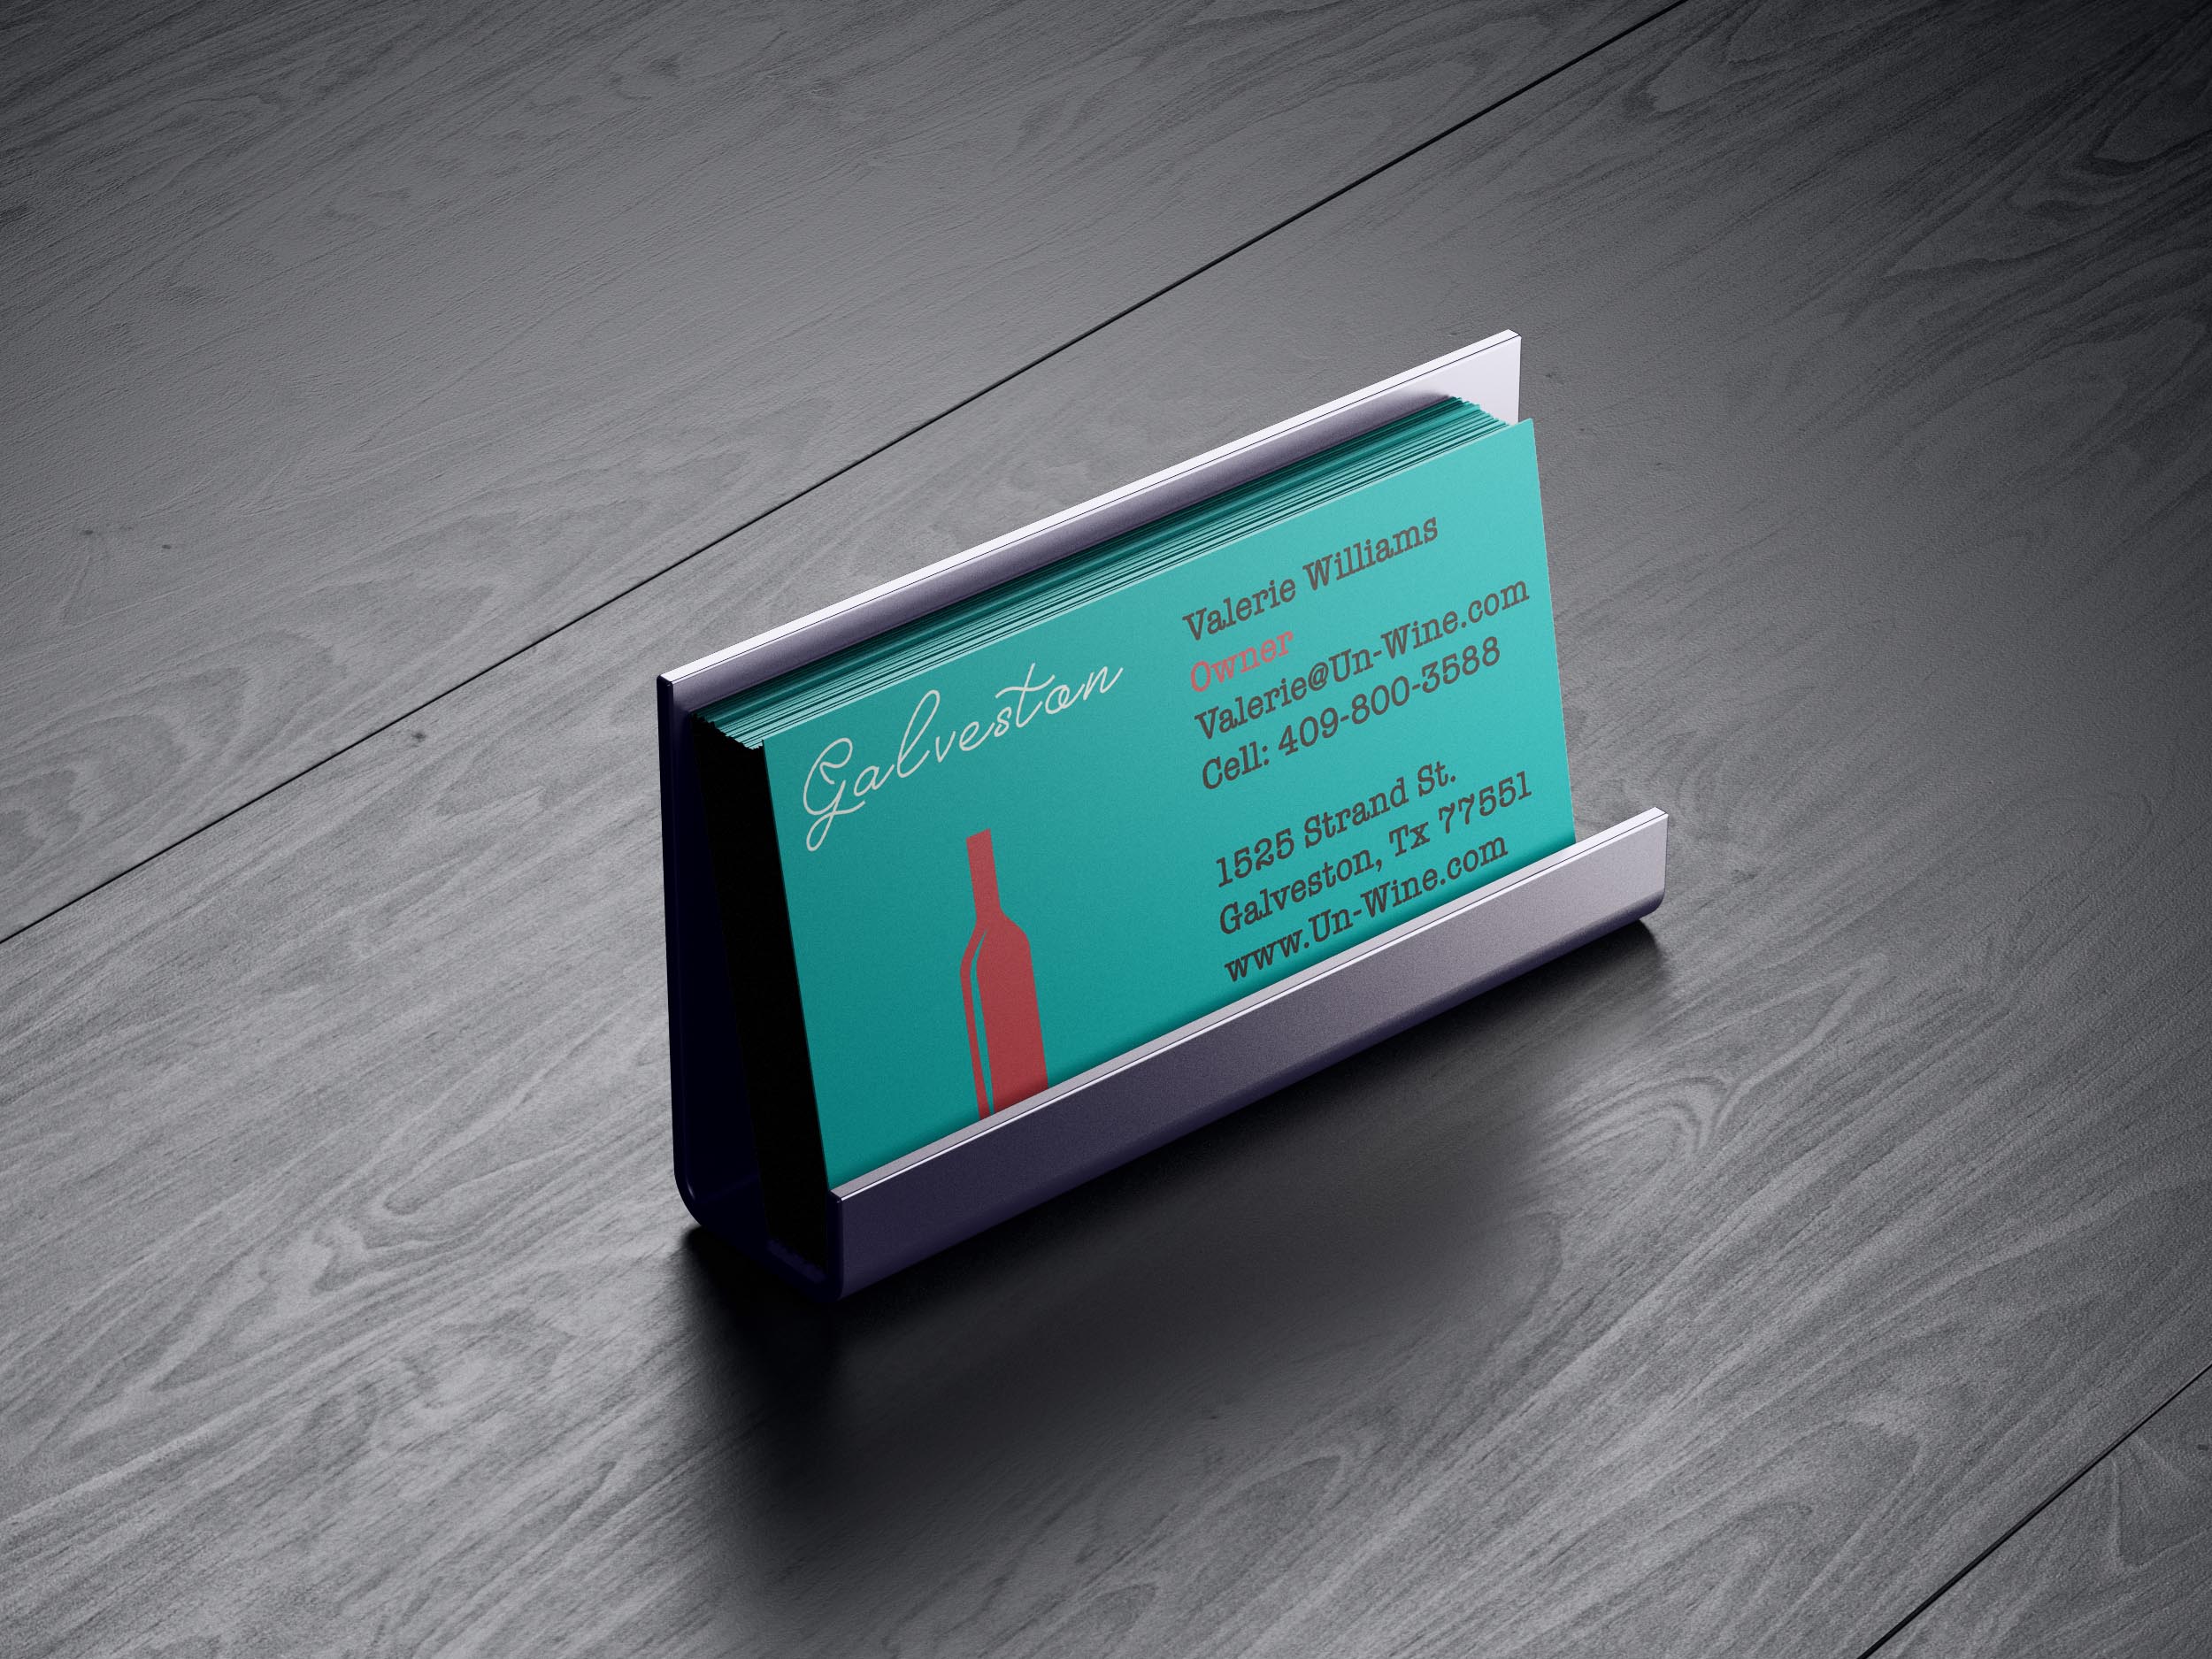 Galveston
Valerie Williams
Owner
Valerie@Un-Wine.com
Cell: 409-800-3588
1525 Strand St.
Galveston, Tx 77551
www.Un-Wine.com